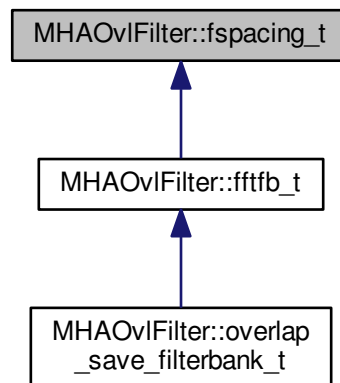 MHAOvlFilter::fspacing_t
MHAOvlFilter::fftfb_t
MHAOvlFilter::overlap
_save_filterbank_t